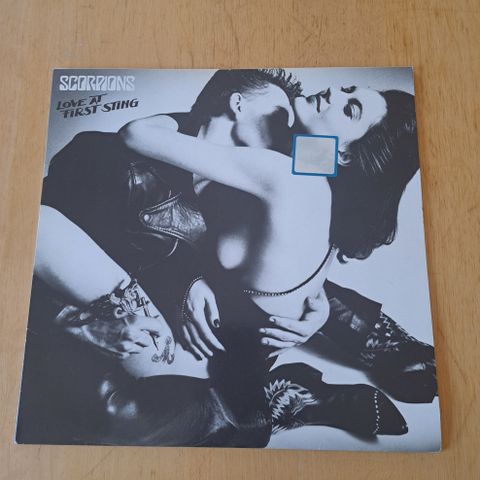 SCORPIONS
LOVE AT
FIRST STING